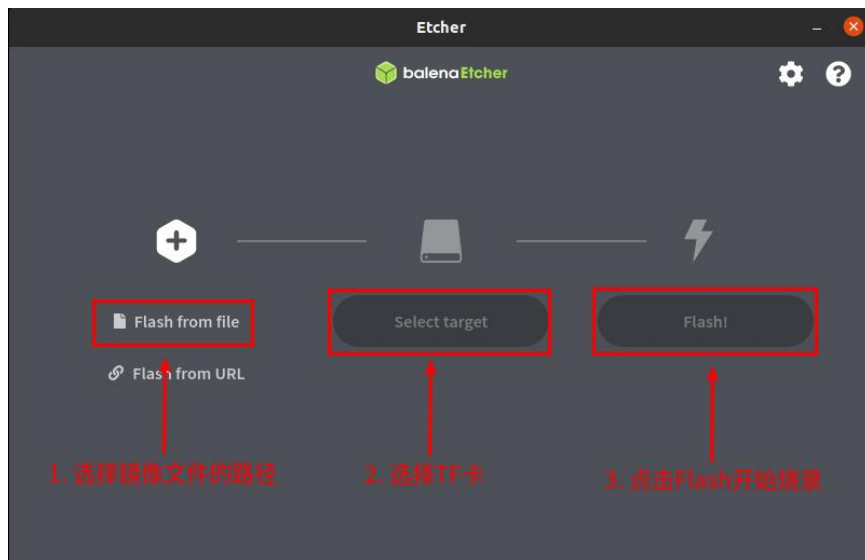 Etcher
balenaEtcher
Flash from file
Select target
Flash!
Flash from URL
1. 选择镜像文件的路径
2. 选择TF卡
3. 点击Flash开始烧录